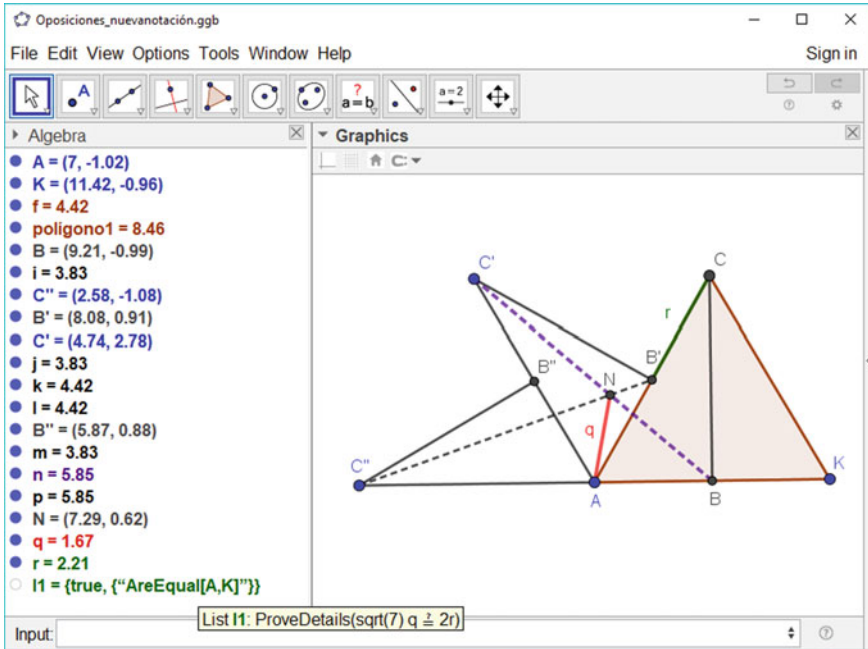 Oposiciones_nuevanotación.ggb
File Edit View Options Tools Window Help Sign in
A ? a=b a=2
Algebra
Graphics
A = (7, -1.02)
K = (11.42, -0.96)
f = 4.42
poligono1 = 8.46
B = (9.21, -0.99)
i = 3.83
C" = (2.58, -1.08)
B' = (8.08, 0.91)
C' = (4.74, 2.78)
j = 3.83
k = 4.42
l = 4.42
B" = (5.87, 0.88)
m = 3.83
n = 5.85
p = 5.85
N = (7.29, 0.62)
q = 1.67
r = 2.21
l1 = {true, {“AreEqual[A,K]”}}
C' C
r
B" N B'
q
C" K
A B
List l1: ProveDetails(sqrt(7) q ≟ 2r)
Input: